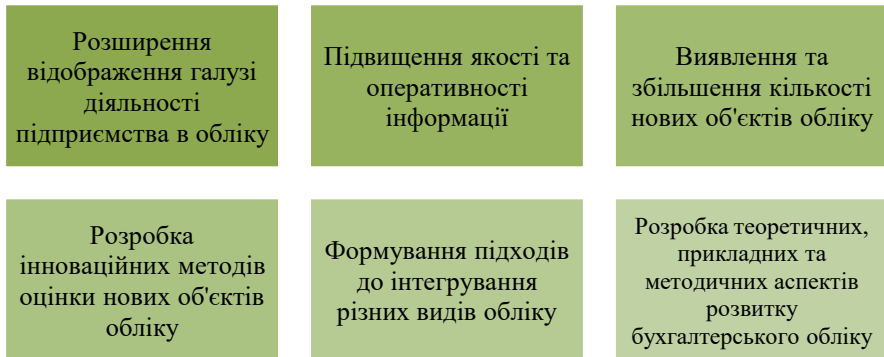 Розширення
відображення галузі
діяльності
підприємства в обліку
Підвищення якості та
оперативності
інформації
Виявлення та
збільшення кількості
нових об'єктів обліку
Розробка
інноваційних методів
оцінки нових об'єктів
обліку
Формування підходів
до інтегрування
різних видів обліку
Розробка теоретичних,
прикладних та
методичних аспектів
розвитку
бухгалтерського обліку